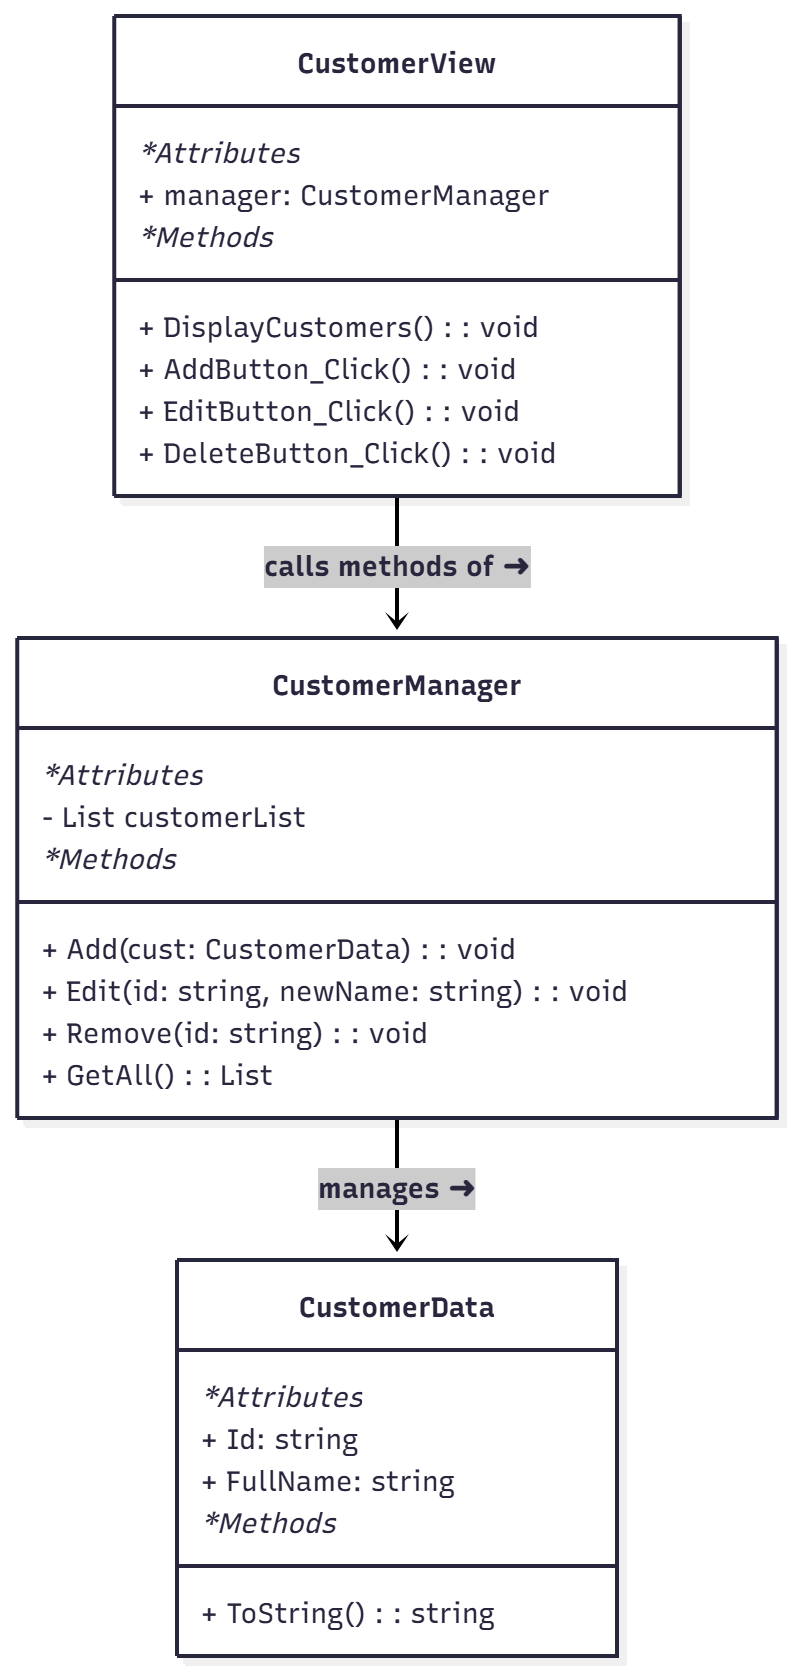 CustomerView
*Attributes
+ manager: CustomerManager
*Methods
+ DisplayCustomers() : : void
+ AddButton_Click() : : void
+ EditButton_Click() : : void
+ DeleteButton_Click() : : void
calls methods of ➜
CustomerManager
*Attributes
- List customerList
*Methods
+ Add(cust: CustomerData) : : void
+ Edit(id: string, newName: string) : : void
+ Remove(id: string) : : void
+ GetAll() : : List
manages ➜
CustomerData
*Attributes
+ Id: string
+ FullName: string
*Methods
+ ToString() : : string